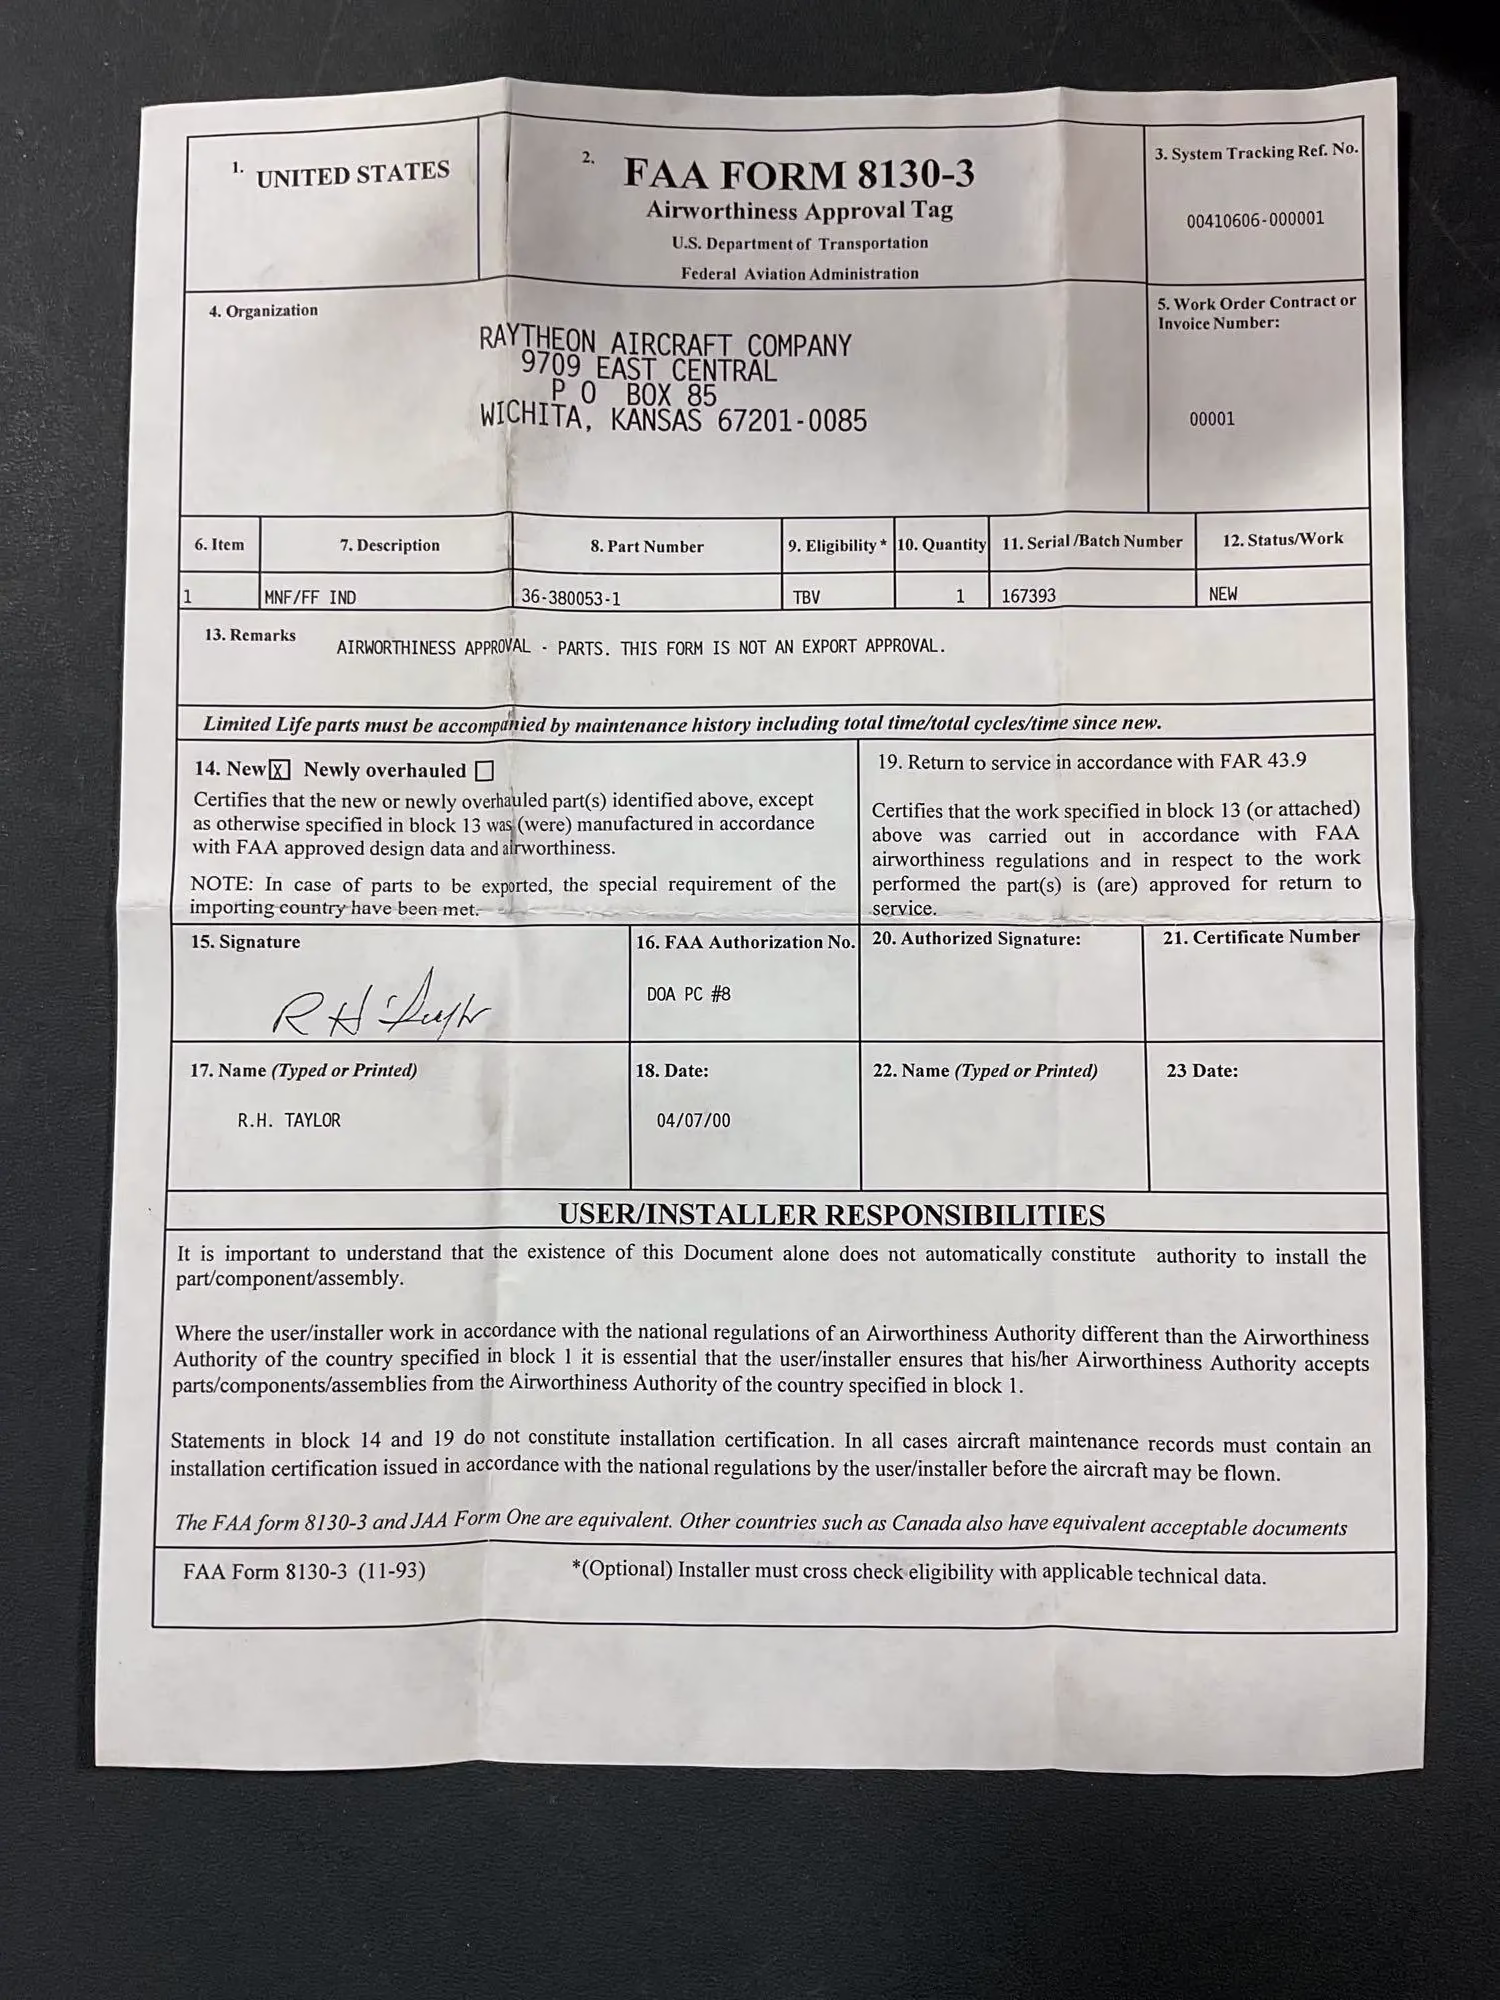 1. UNITED STATES
2. FAA FORM 8130-3
Airworthiness Approval Tag
U.S. Department of Transportation
Federal Aviation Administration
3. System Tracking Ref. No.
00410606-000001
4. Organization
RAYTHEON AIRCRAFT COMPANY
9709 EAST CENTRAL
P O BOX 85
WICHITA, KANSAS 67201-0085
5. Work Order Contract or
Invoice Number:
00001
6. Item 7. Description 8. Part Number 9. Eligibility * 10. Quantity 11. Serial /Batch Number 12. Status/Work
1 MNF/FF IND 36-380053-1 TBV 1 167393 NEW
13. Remarks AIRWORTHINESS APPROVAL - PARTS. THIS FORM IS NOT AN EXPORT APPROVAL.
Limited Life parts must be accompanied by maintenance history including total time/total cycles/time since new.
14. New X Newly overhauled
Certifies that the new or newly overhauled part(s) identified above, except
as otherwise specified in block 13 was (were) manufactured in accordance
with FAA approved design data and airworthiness.
NOTE: In case of parts to be exported, the special requirement of the
importing country have been met.
19. Return to service in accordance with FAR 43.9
Certifies that the work specified in block 13 (or attached)
above was carried out in accordance with FAA
airworthiness regulations and in respect to the work
performed the part(s) is (are) approved for return to
service.
15. Signature
R H Taylor
16. FAA Authorization No.
DOA PC #8
20. Authorized Signature:
21. Certificate Number
17. Name (Typed or Printed)
R.H. TAYLOR
18. Date:
04/07/00
22. Name (Typed or Printed)
23 Date:
USER/INSTALLER RESPONSIBILITIES
It is important to understand that the existence of this Document alone does not automatically constitute authority to install the
part/component/assembly.
Where the user/installer work in accordance with the national regulations of an Airworthiness Authority different than the Airworthiness
Authority of the country specified in block 1 it is essential that the user/installer ensures that his/her Airworthiness Authority accepts
parts/components/assemblies from the Airworthiness Authority of the country specified in block 1.
Statements in block 14 and 19 do not constitute installation certification. In all cases aircraft maintenance records must contain an
installation certification issued in accordance with the national regulations by the user/installer before the aircraft may be flown.
The FAA form 8130-3 and JAA Form One are equivalent. Other countries such as Canada also have equivalent acceptable documents
FAA Form 8130-3 (11-93) *(Optional) Installer must cross check eligibility with applicable technical data.